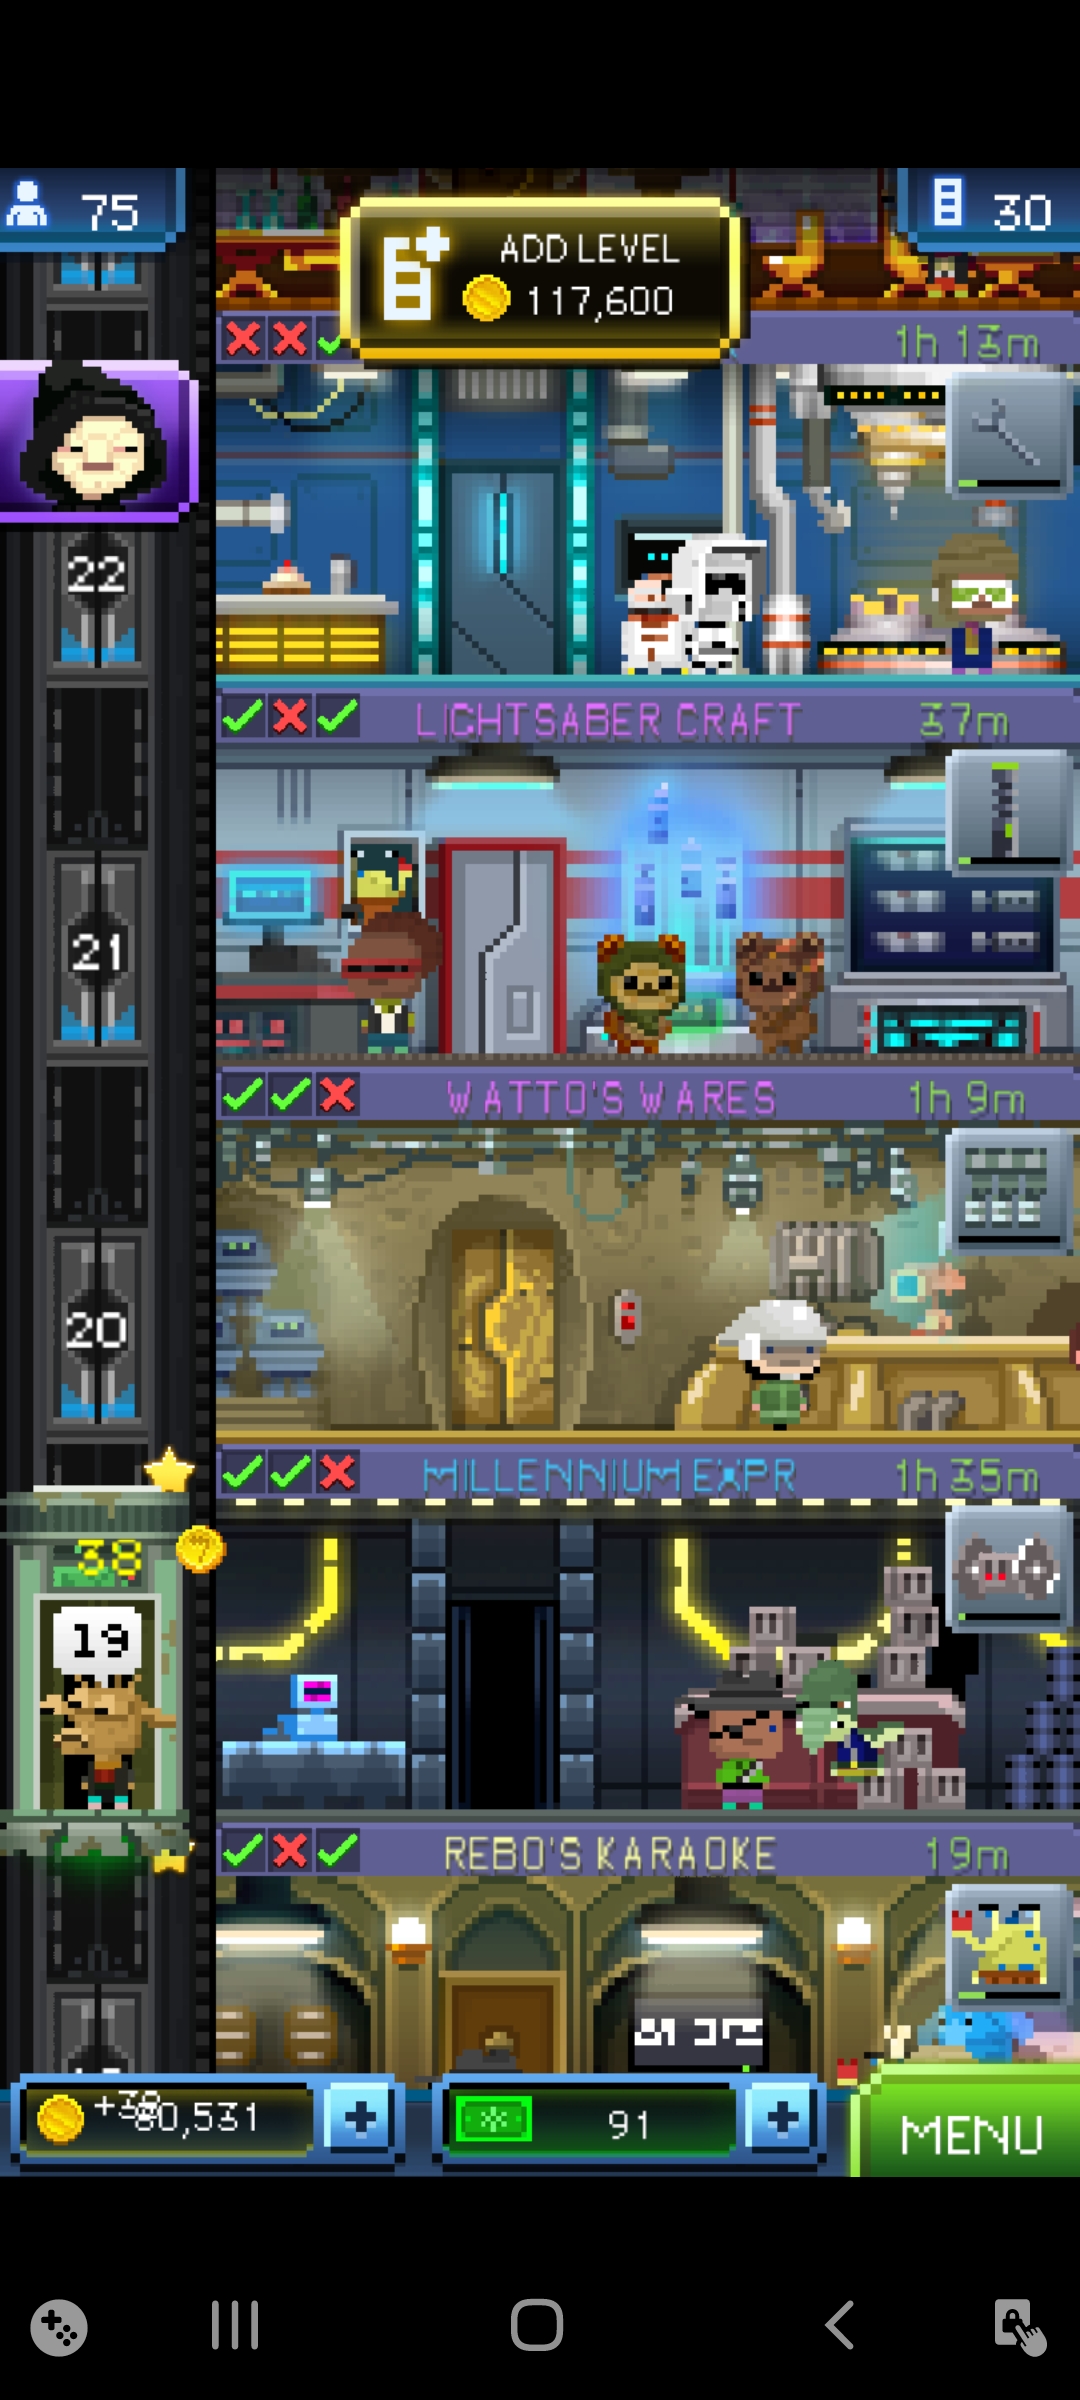 75
ADD LEVEL
117,600
30
1h 13m
22
LIGHTSABER CRAFT
37m
21
WATTO'S WARES
1h 9m
20
MILLENNIUM EXPR
1h 35m
38
?
19
REBO'S KARAOKE
19m
80,531
91
MENU